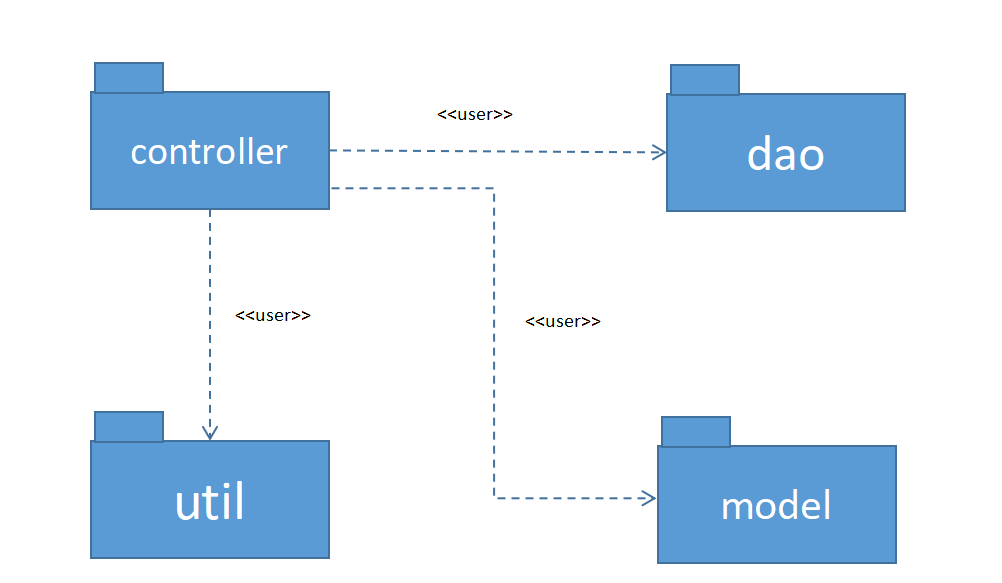 <<user>>
controller
dao
<<user>>
<<user>>
util
model